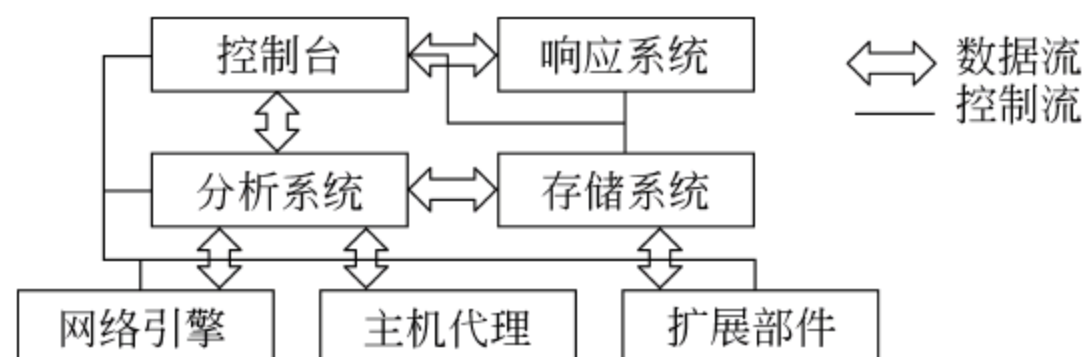 控制台
响应系统
数据流
控制流
分析系统
存储系统
网络引擎
主机代理
扩展部件